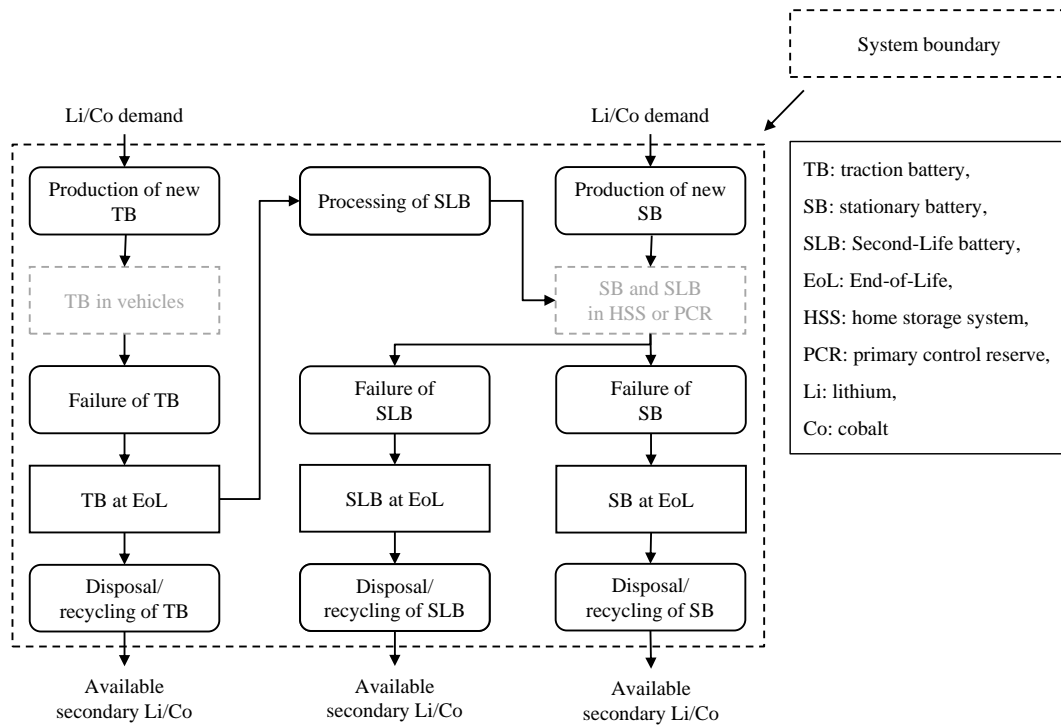 System boundary
Li/Co demand
Li/Co demand
Production of new
TB
Processing of SLB
Production of new
SB
TB in vehicles
SB and SLB
in HSS or PCR
Failure of TB
Failure of
SLB
Failure of
SB
TB at EoL
SLB at EoL
SB at EoL
Disposal/
recycling of TB
Disposal/
recycling of SLB
Disposal/
recycling of SB
Available
secondary Li/Co
Available
secondary Li/Co
Available
secondary Li/Co
TB: traction battery,
SB: stationary battery,
SLB: Second-Life battery,
EoL: End-of-Life,
HSS: home storage system,
PCR: primary control reserve,
Li: lithium,
Co: cobalt